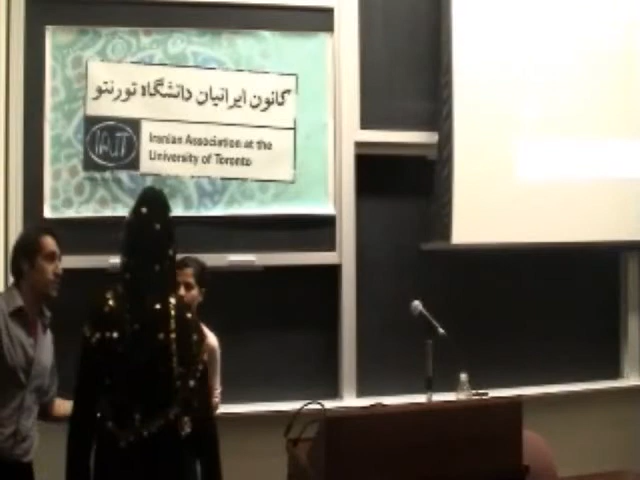 کانون ایرانیان دانشگاه تورنتو
IAUT
Iranian Association at the
University of Toronto